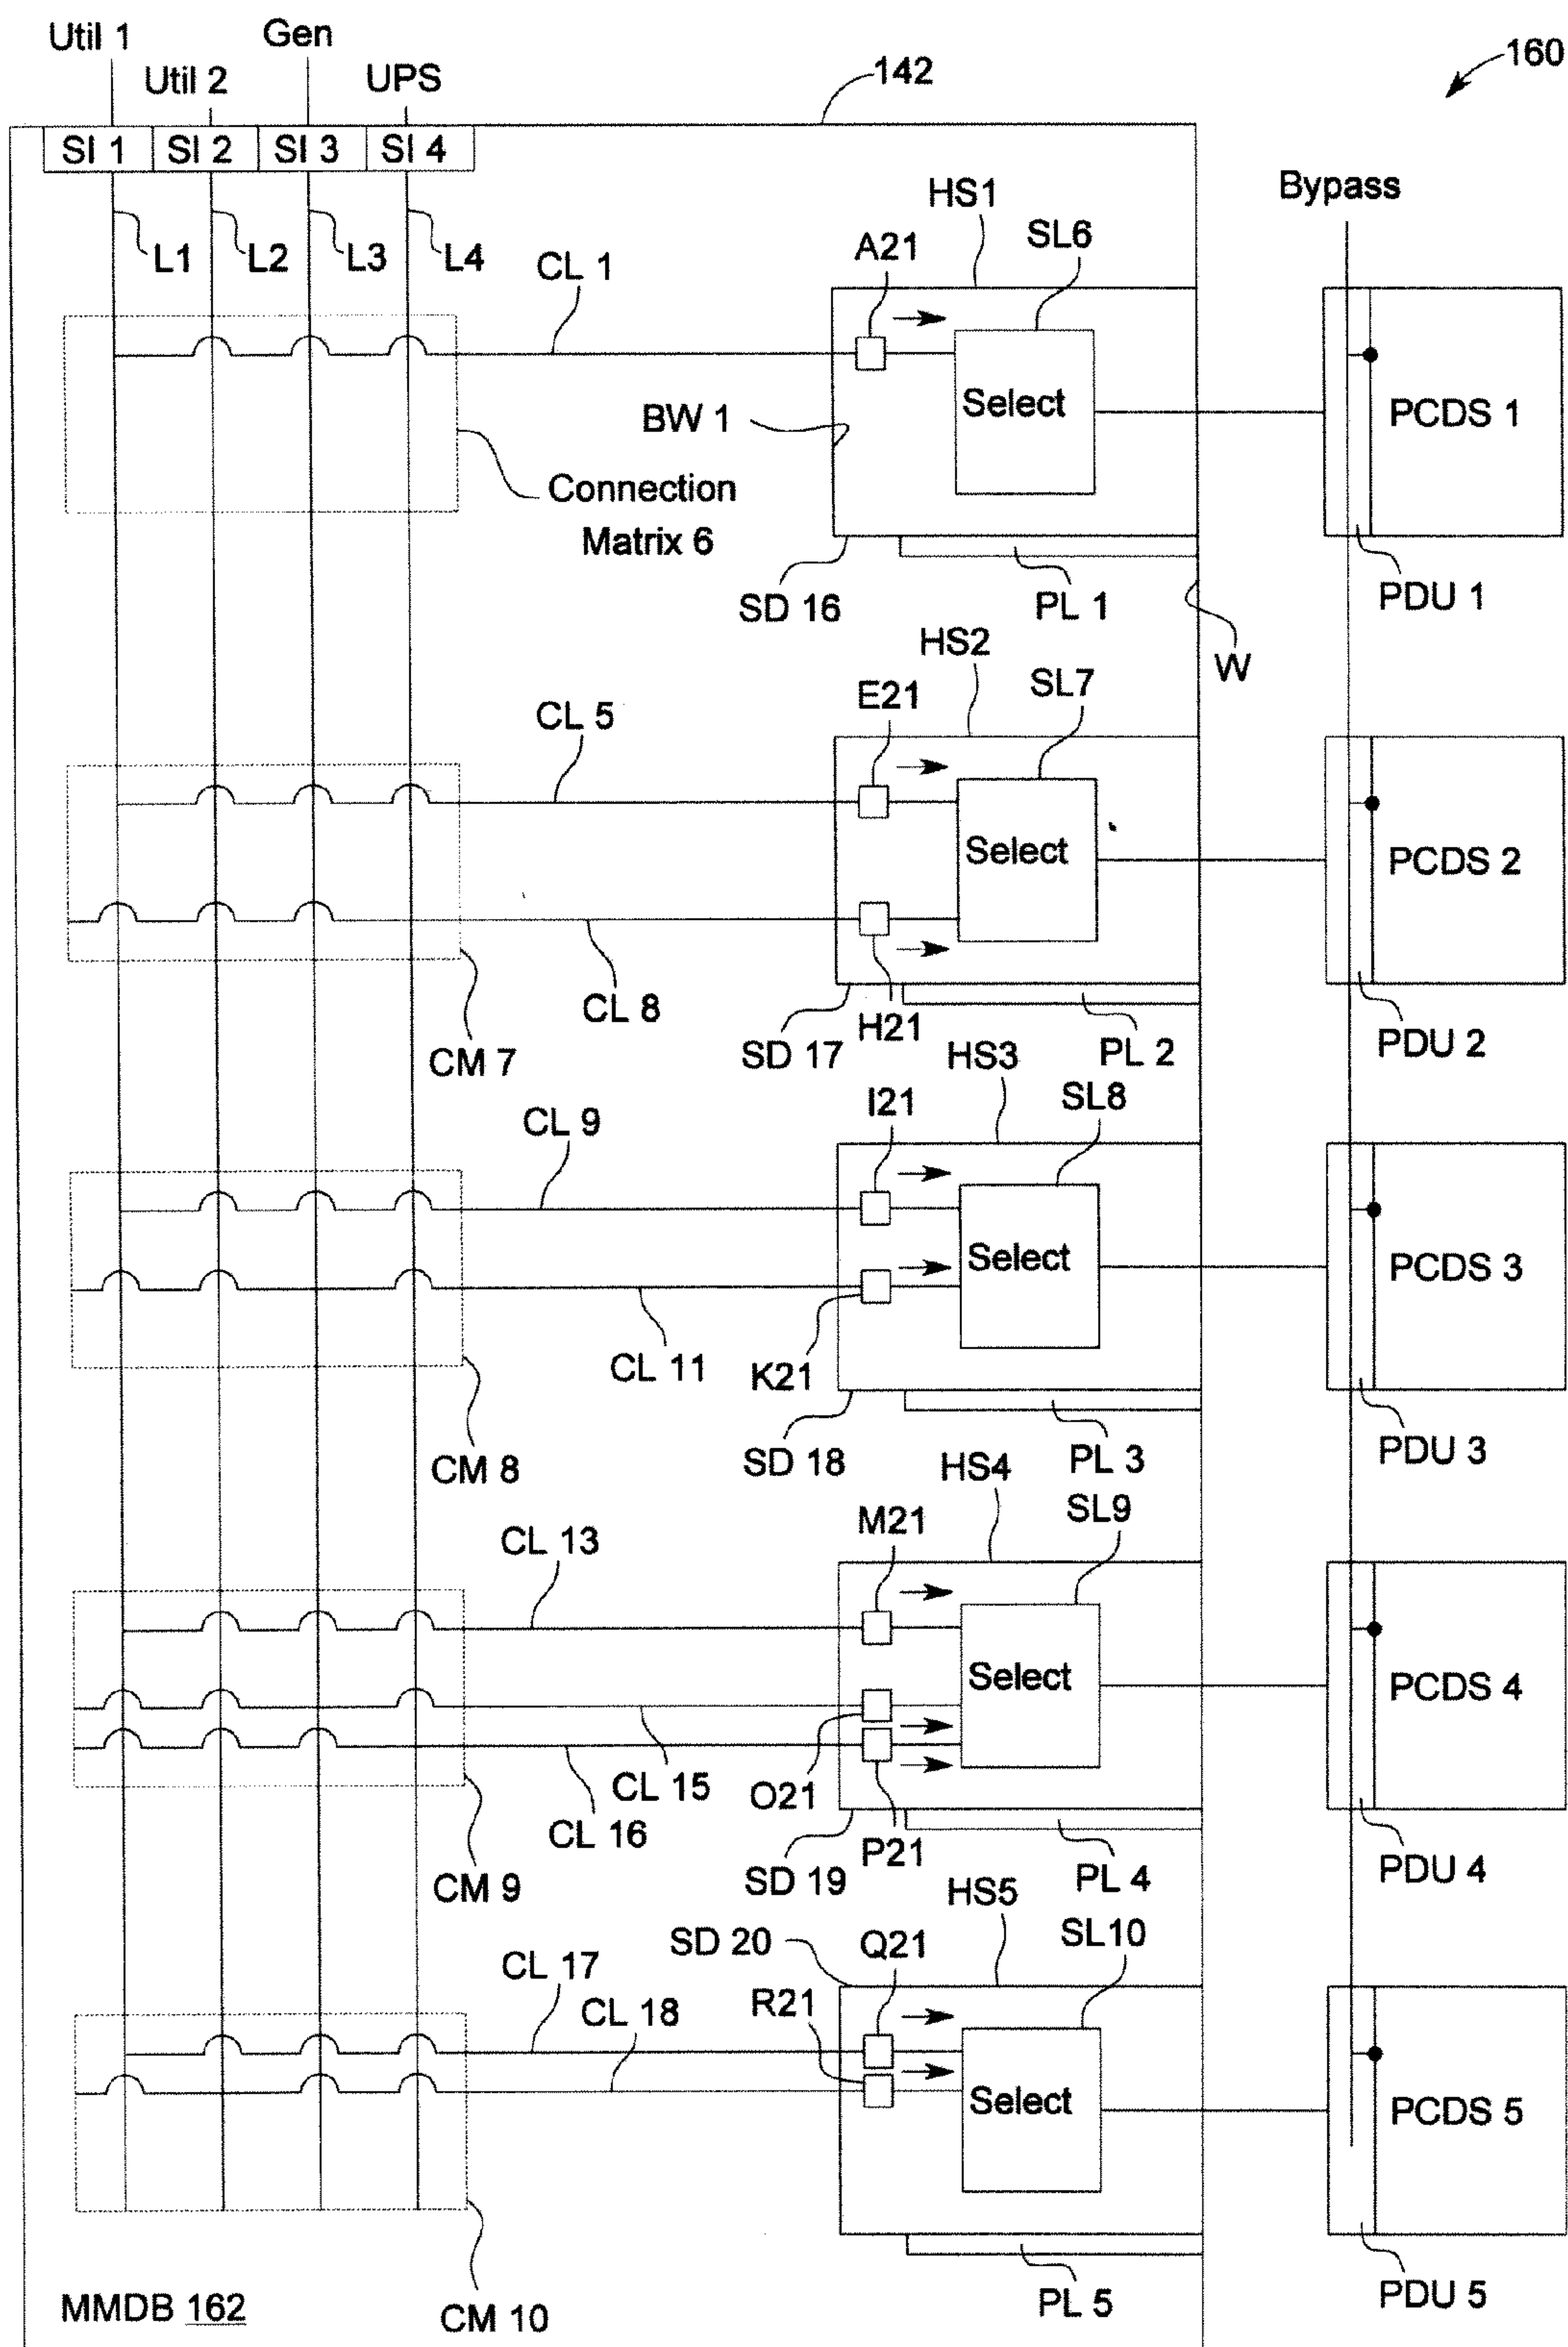 Util 1
Gen
Util 2
UPS
142
160
SI 1
SI 2
SI 3
SI 4
L1
L2
L3
L4
CL 1
A21
HS1
SL6
Bypass
Select
PCDS 1
BW 1
Connection
Matrix 6
SD 16
PL 1
PDU 1
W
CL 5
E21
HS2
SL7
Select
PCDS 2
CL 8
CM 7
SD 17
H21
PL 2
PDU 2
CL 9
I21
HS3
SL8
Select
PCDS 3
CL 11
K21
CM 8
SD 18
PL 3
PDU 3
CL 13
M21
HS4
SL9
Select
PCDS 4
CL 15
O21
CL 16
P21
CM 9
SD 19
PL 4
PDU 4
SD 20
Q21
HS5
SL10
CL 17
CL 18
R21
Select
PCDS 5
MMDB 162
CM 10
PL 5
PDU 5